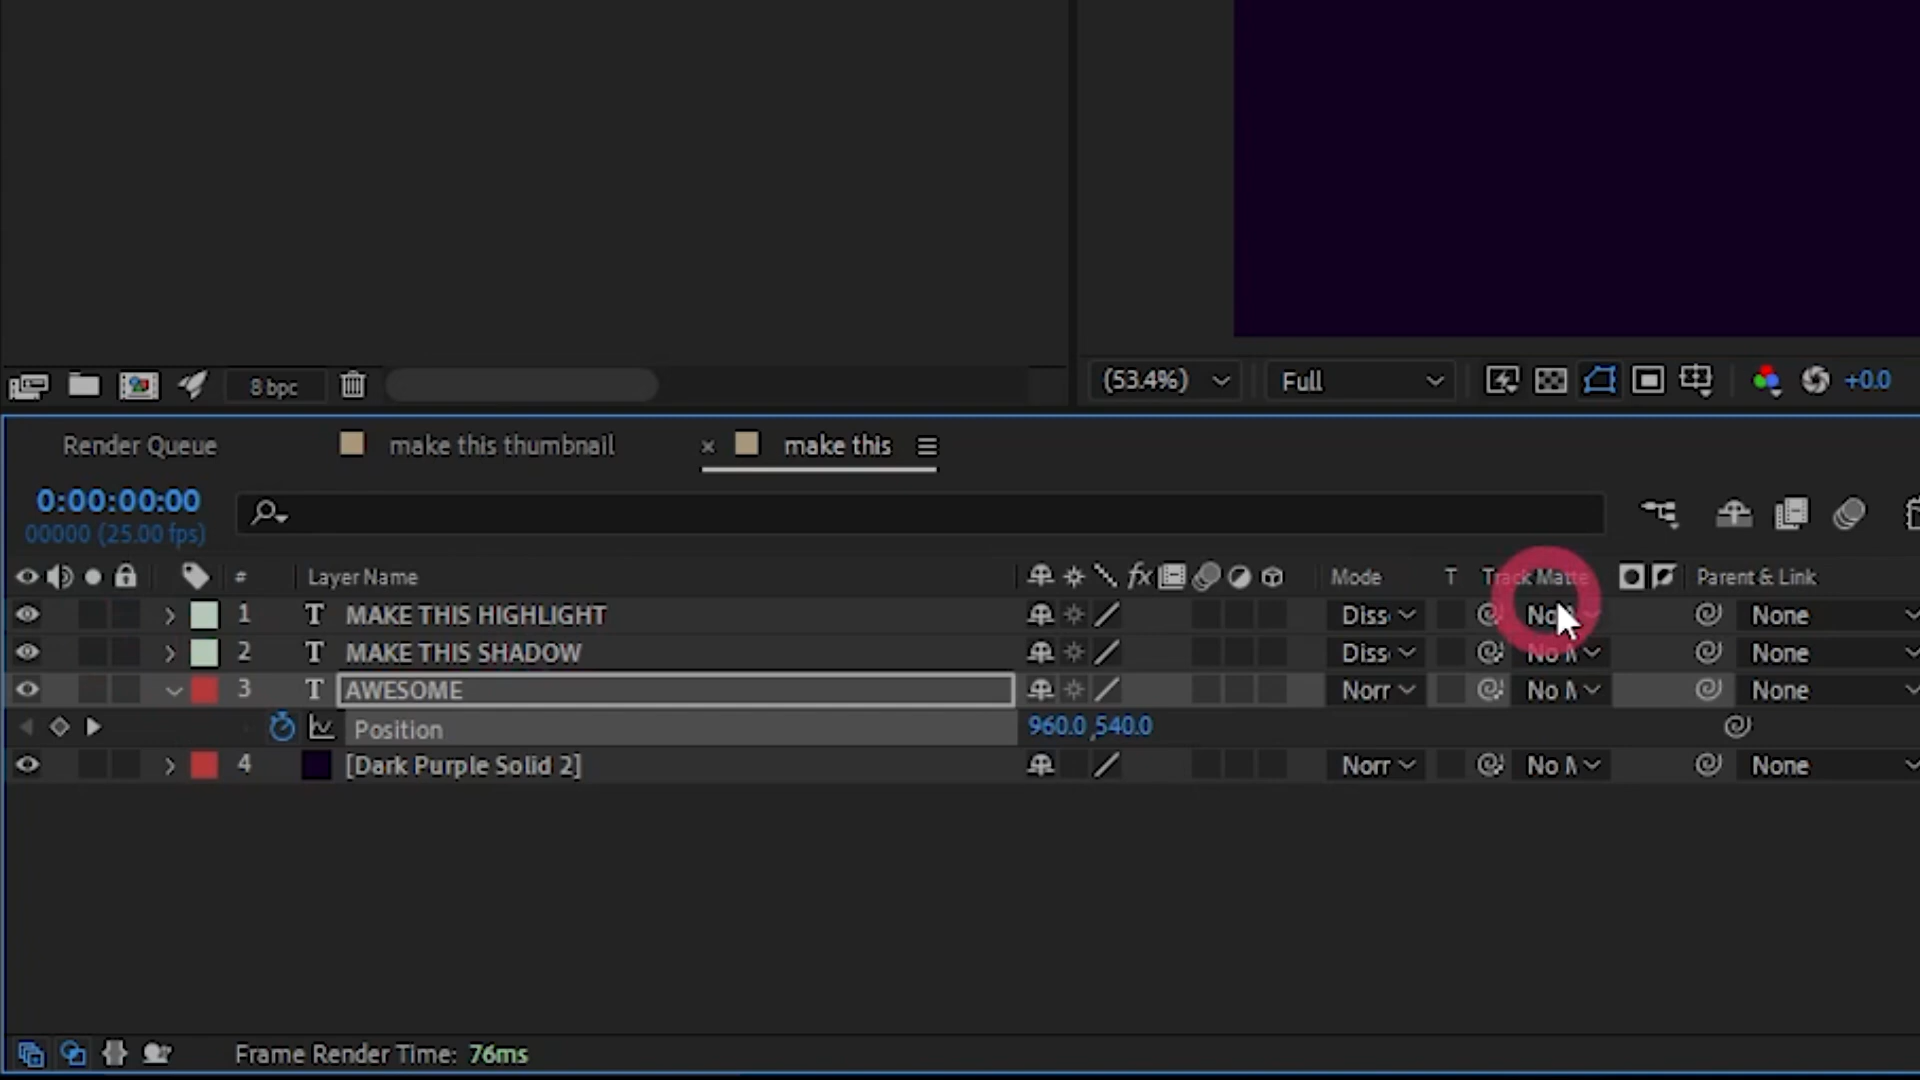 8 bpc
(53.4%) Full +0.0
Render Queue make this thumbnail × make this
0:00:00:00
00000 (25.00 fps)
# Layer Name fx Mode T Track Matte Parent & Link
1 T MAKE THIS HIGHLIGHT Diss No None
2 T MAKE THIS SHADOW Diss No M None
3 T AWESOME Norr No M None
Position 960.0,540.0
4 [Dark Purple Solid 2] Norr No M None
Frame Render Time: 76ms